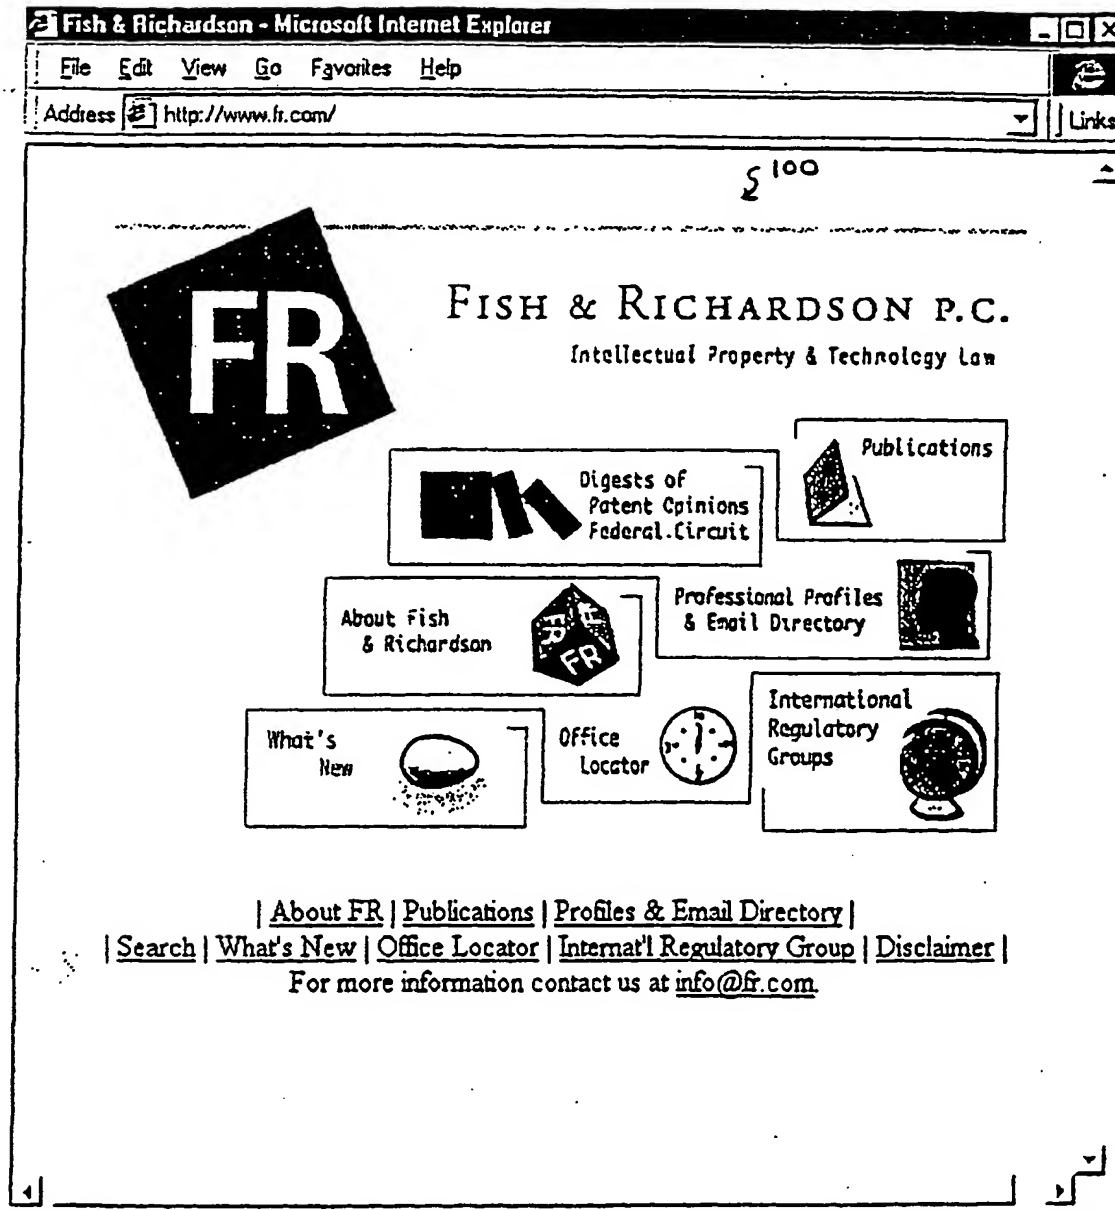 Fish & Richardson - Microsoft Internet Explorer
File Edit View Go Favorites Help
Address http://www.fr.com/ Links
100
FR
FISH & RICHARDSON P.C.
Intellectual Property & Technology Law
Publications
Digests of
Patent Opinions
Federal Circuit
About Fish
& Richardson
FR
FR
Professional Profiles
& Email Directory
What's
New
Office
Locator
International
Regulatory
Groups
| About FR | Publications | Profiles & Email Directory |
| Search | What's New | Office Locator | Internat'l Regulatory Group | Disclaimer |
For more information contact us at info@fr.com.